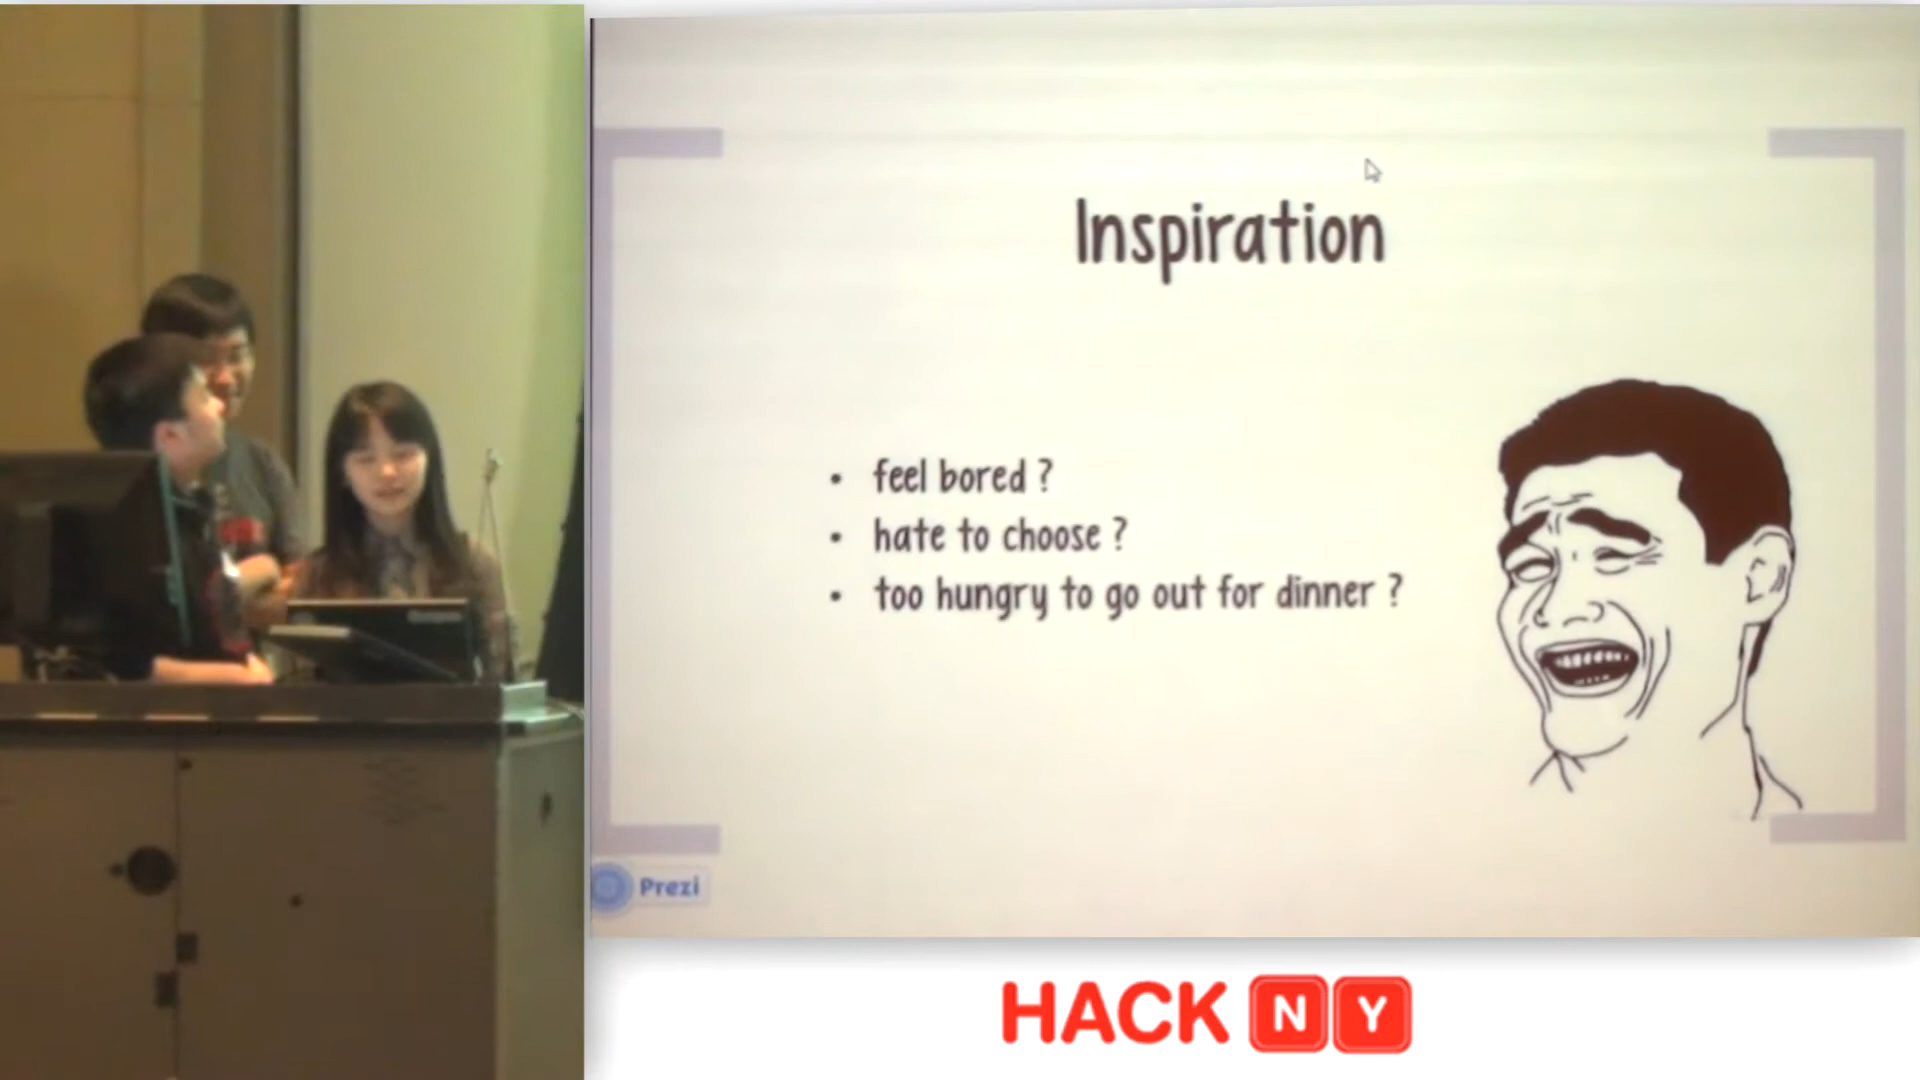 Inspiration
• feel bored ?
• hate to choose ?
• too hungry to go out for dinner ?
Prezi
HACK NY